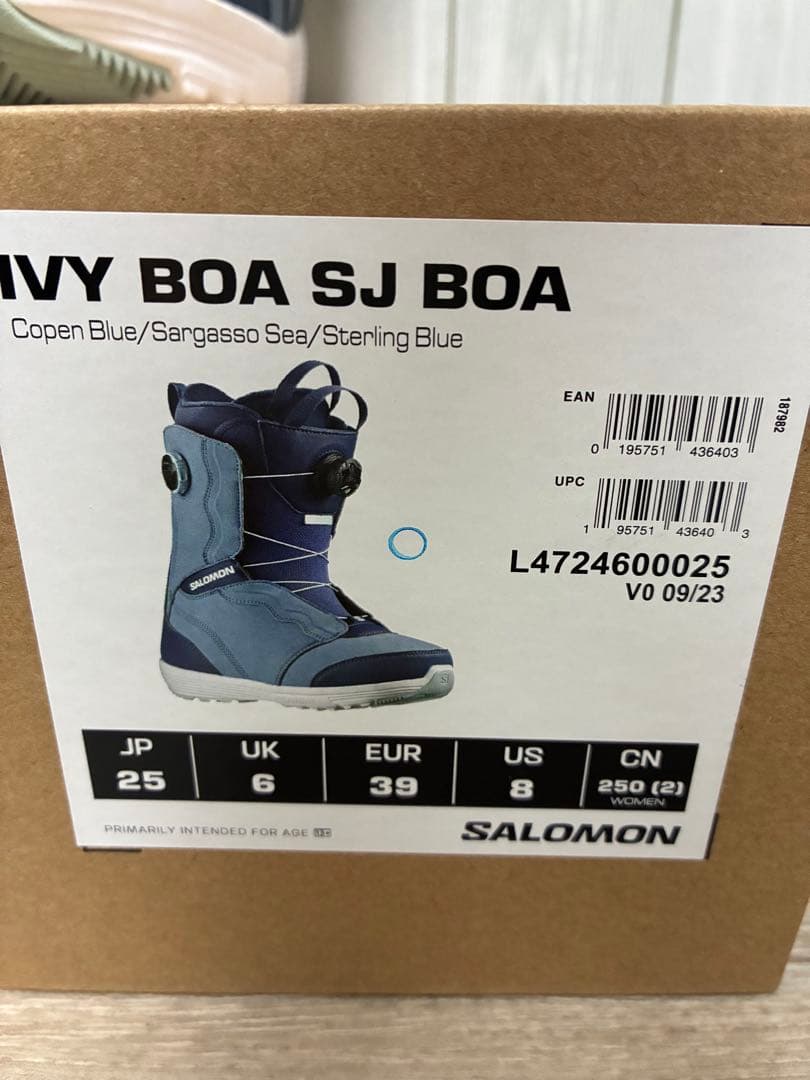 IVY BOA SJ BOA
Copen Blue/Sargasso Sea/Sterling Blue
EAN
0 195751 436403
187982
UPC
1 95751 43640 3
L4724600025
V0 09/23
SALOMON
SJ
JP UK EUR US CN
25 6 39 8 250 (2)
WOMEN
PRIMARILY INTENDED FOR AGE 13+
SALOMON